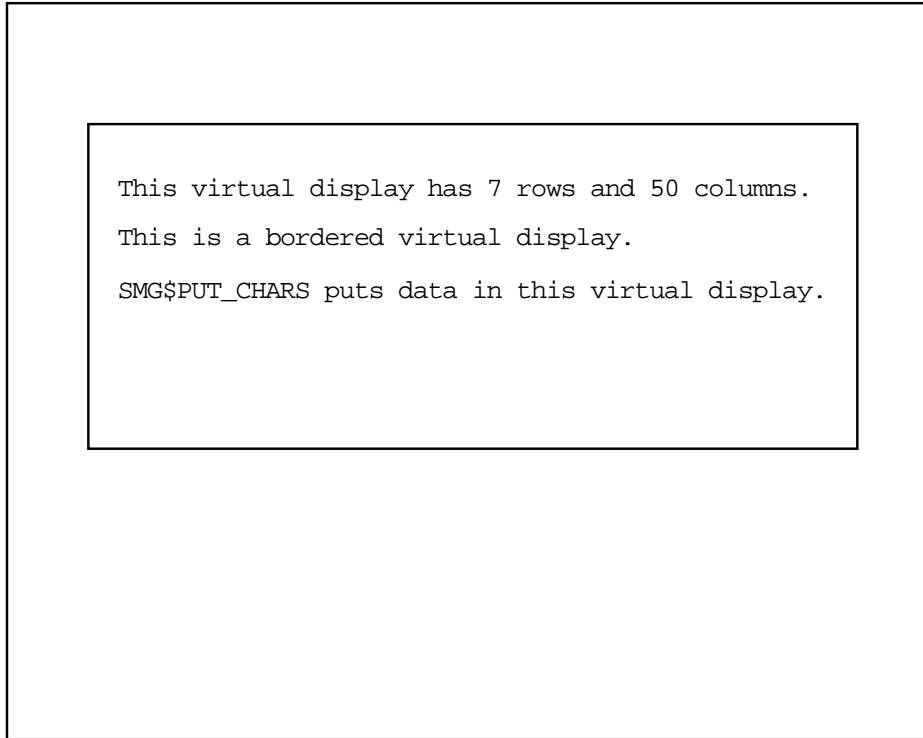 This virtual display has 7 rows and 50 columns.
This is a bordered virtual display.
SMG$PUT_CHARS puts data in this virtual display.